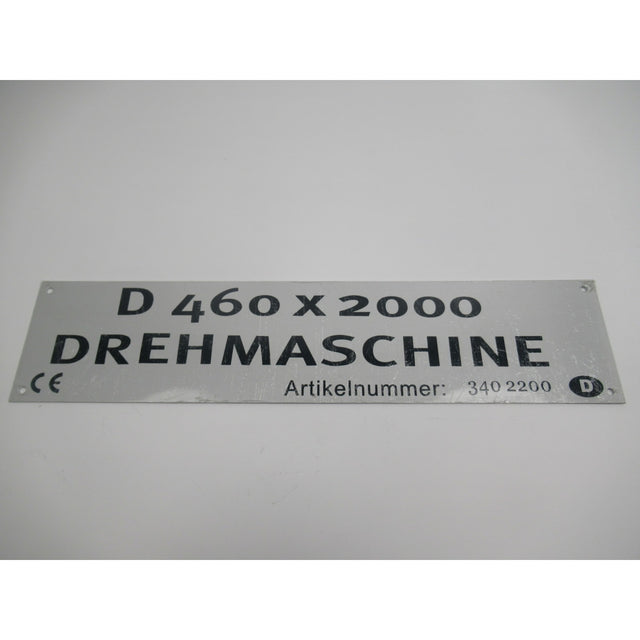 D 460 x 2000
DREHMASCHINE
CE Artikelnummer: 340 2200 D